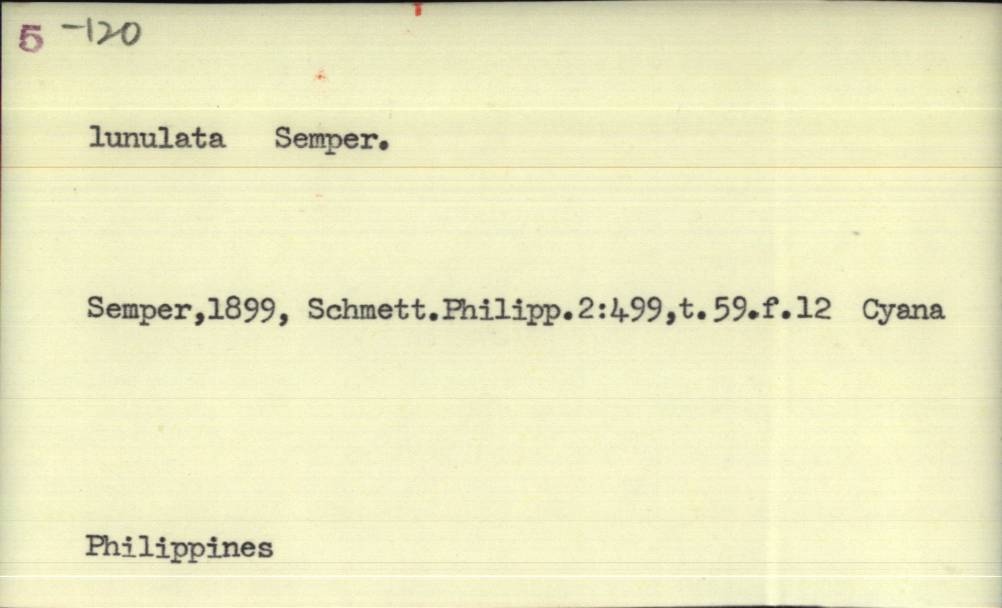 5 -120
lunulata Semper.
Semper,1899, Schmett.Philipp.2:499,t.59.f.12 Cyana
Philippines